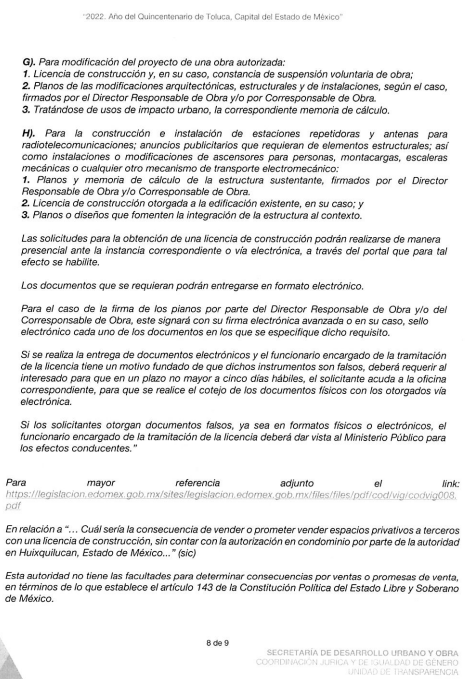 "2022. Año del Quincentenario de Toluca, Capital del Estado de México"
G). Para modificación del proyecto de una obra autorizada:
1. Licencia de construcción y, en su caso, constancia de suspensión voluntaria de obra;
2. Planos de las modificaciones arquitectónicas, estructurales y de instalaciones, según el caso,
firmados por el Director Responsable de Obra y/o por Corresponsable de Obra.
3. Tratándose de usos de impacto urbano, la correspondiente memoria de cálculo.
H). Para la construcción e instalación de estaciones repetidoras y antenas para
radiotelecomunicaciones; anuncios publicitarios que requieran de elementos estructurales; así
como instalaciones o modificaciones de ascensores para personas, montacargas, escaleras
mecánicas o cualquier otro mecanismo de transporte electromecánico:
1. Planos y memoria de cálculo de la estructura sustentante, firmados por el Director
Responsable de Obra y/o Corresponsable de Obra.
2. Licencia de construcción otorgada a la edificación existente, en su caso; y
3. Planos o diseños que fomenten la integración de la estructura al contexto.
Las solicitudes para la obtención de una licencia de construcción podrán realizarse de manera
presencial ante la instancia correspondiente o vía electrónica, a través del portal que para tal
efecto se habilite.
Los documentos que se requieran podrán entregarse en formato electrónico.
Para el caso de la firma de los planos por parte del Director Responsable de Obra y/o del
Corresponsable de Obra, este signará con su firma electrónica avanzada o en su caso, sello
electrónico cada uno de los documentos en los que se especifique dicho requisito.
Si se realiza la entrega de documentos electrónicos y el funcionario encargado de la tramitación
de la licencia tiene un motivo fundado de que dichos instrumentos son falsos, deberá requerir al
interesado para que en un plazo no mayor a cinco días hábiles, el solicitante acuda a la oficina
correspondiente, para que se realice el cotejo de los documentos físicos con los otorgados vía
electrónica.
Si los solicitantes otorgan documentos falsos, ya sea en formatos físicos o electrónicos, el
funcionario encargado de la tramitación de la licencia deberá dar vista al Ministerio Público para
los efectos conducentes."
Para mayor referencia adjunto el link:
https://legislacion.edomex.gob.mx/sites/legislacion.edomex.gob.mx/files/files/pdf/cod/vig/codvig008.
pdf
En relación a "... Cuál sería la consecuencia de vender o prometer vender espacios privativos a terceros
con una licencia de construcción, sin contar con la autorización en condominio por parte de la autoridad
en Huixquilucan, Estado de México..." (sic)
Esta autoridad no tiene las facultades para determinar consecuencias por ventas o promesas de venta,
en términos de lo que establece el artículo 143 de la Constitución Política del Estado Libre y Soberano
de México.
8 de 9
SECRETARÍA DE DESARROLLO URBANO Y OBRA
COORDINACIÓN JURICA Y DE IGUALDAD DE GÉNERO
UNIDAD DE TRANSPARENCIA